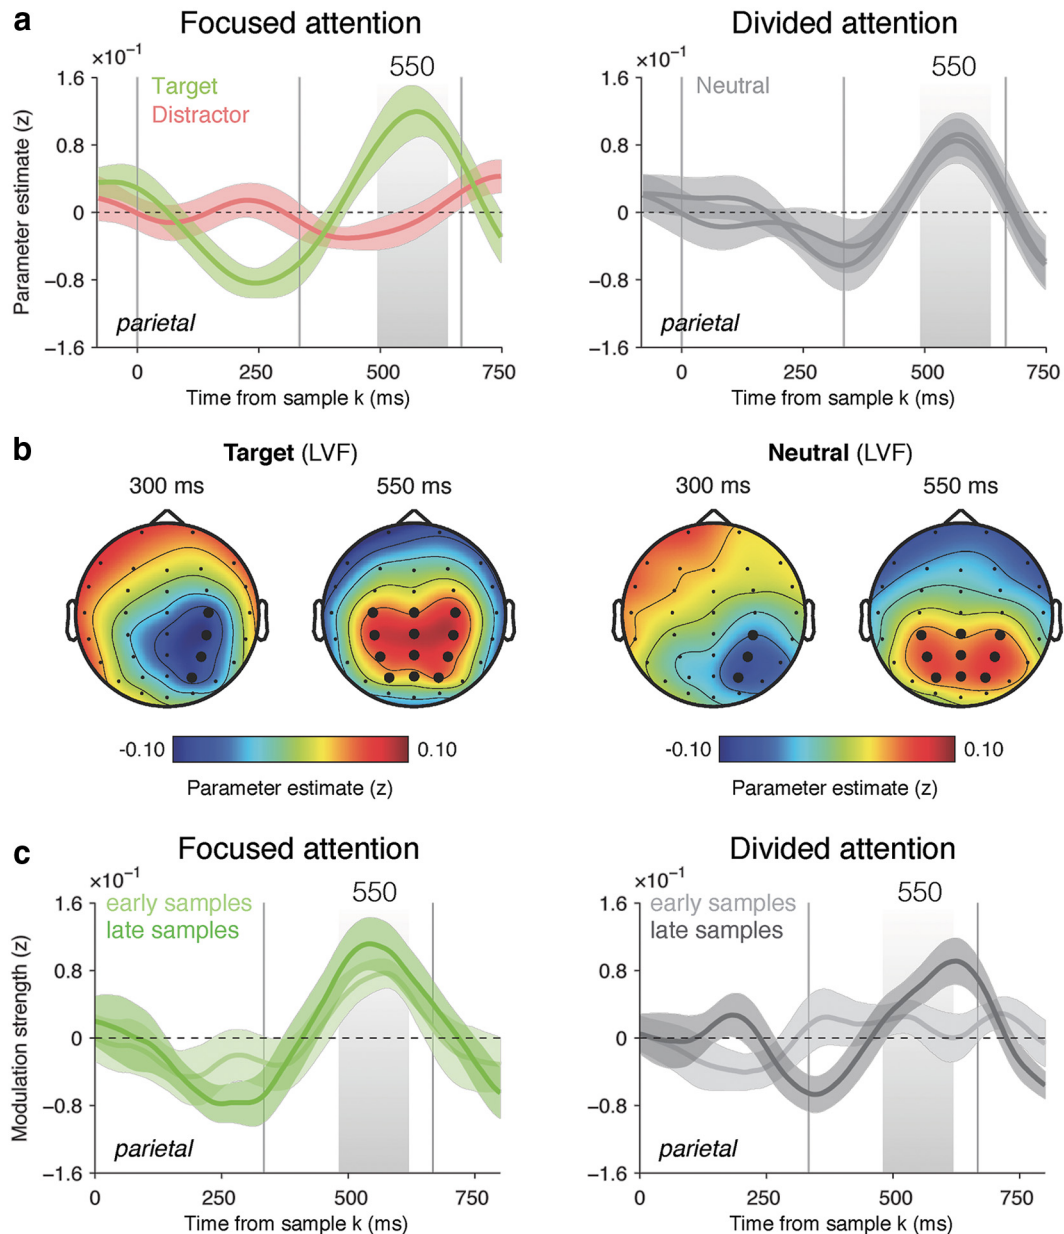 a
Focused attention
Divided attention
×10⁻¹
550
×10⁻¹
550
1.6
0.8
0
−0.8
−1.6
Parameter estimate (z)
Target
Distractor
parietal
0
250
500
750
Time from sample k (ms)
1.6
0.8
0
−0.8
−1.6
Neutral
parietal
0
250
500
750
Time from sample k (ms)
b
Target (LVF)
Neutral (LVF)
300 ms
550 ms
300 ms
550 ms
-0.10
0.10
Parameter estimate (z)
-0.10
0.10
Parameter estimate (z)
c
Focused attention
Divided attention
×10⁻¹
550
×10⁻¹
550
1.6
0.8
0
−0.8
−1.6
Modulation strength (z)
early samples
late samples
parietal
0
250
500
750
Time from sample k (ms)
1.6
0.8
0
−0.8
−1.6
early samples
late samples
parietal
0
250
500
750
Time from sample k (ms)